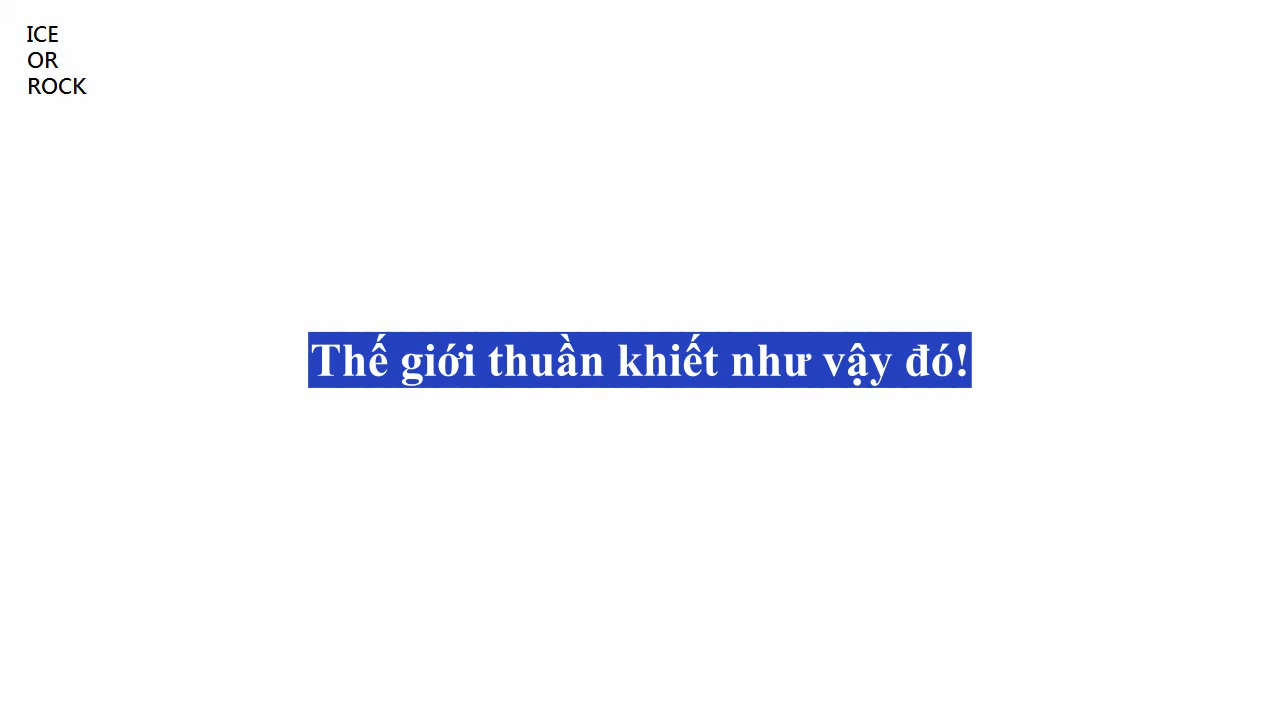 ICE
OR
ROCK
Thế giới thuần khiết như vậy đó!